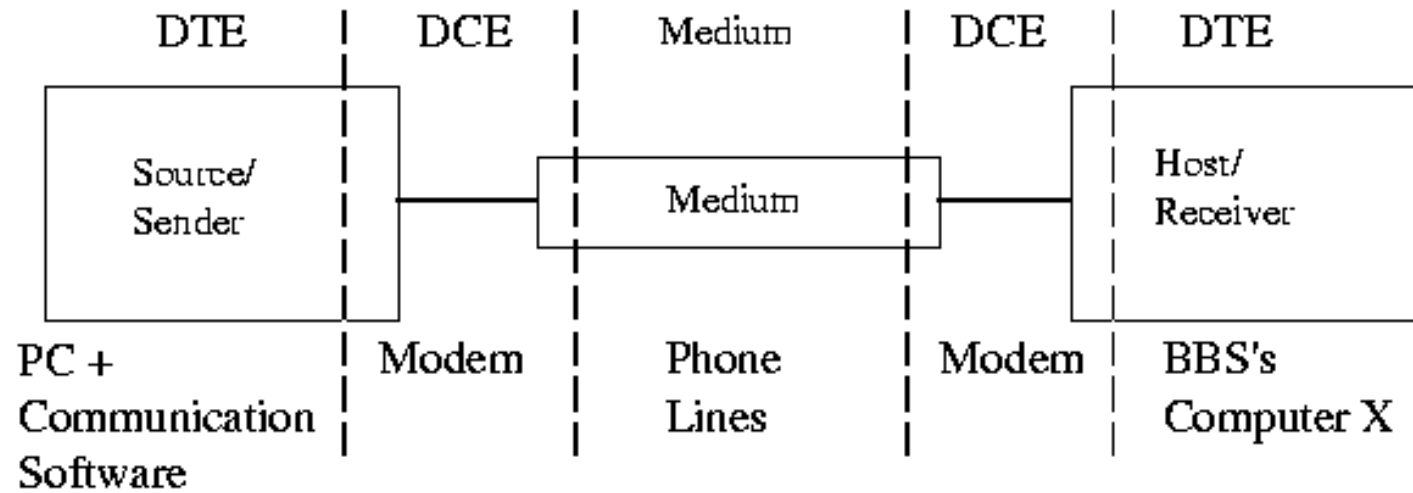 DTE DCE Medium DCE DTE
Source/
Sender
Medium
Host/
Receiver
PC +
Communication
Software
Modem
Phone
Lines
Modem
BBS's
Computer X